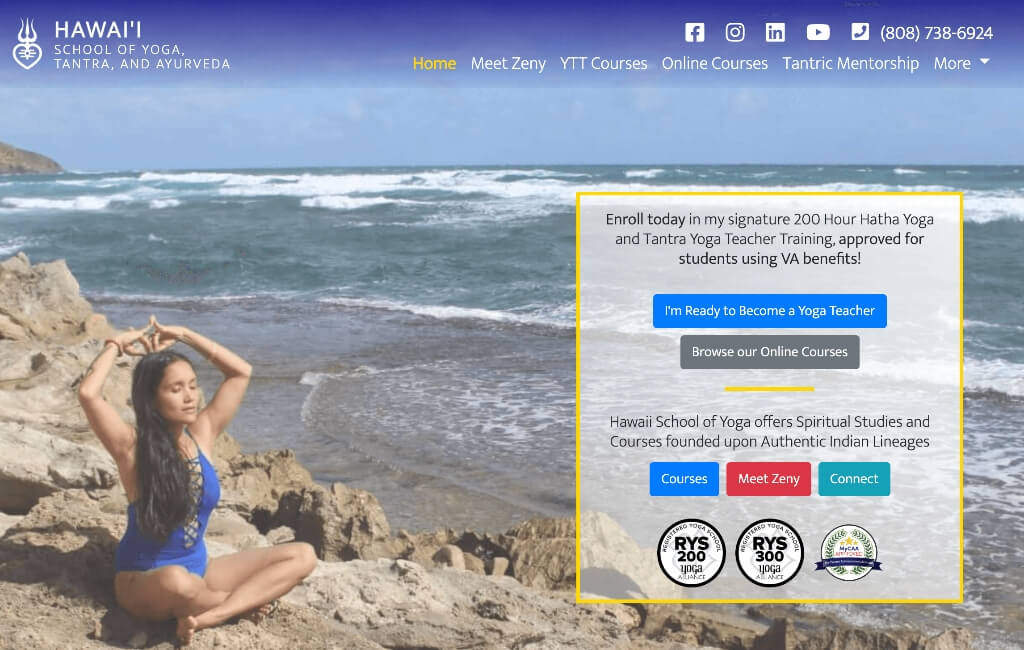 HAWAI'I
SCHOOL OF YOGA,
TANTRA, AND AYURVEDA
(808) 738-6924
Home Meet Zeny YTT Courses Online Courses Tantric Mentorship More
Enroll today in my signature 200 Hour Hatha Yoga
and Tantra Yoga Teacher Training, approved for
students using VA benefits!
I'm Ready to Become a Yoga Teacher
Browse our Online Courses
Hawaii School of Yoga offers Spiritual Studies and
Courses founded upon Authentic Indian Lineages
Courses Meet Zeny Connect
REGISTERED YOGA SCHOOL
RYS
200
yoga
ALLIANCE
REGISTERED YOGA SCHOOL
RYS
300
yoga
ALLIANCE
MyCAA
APPROVED